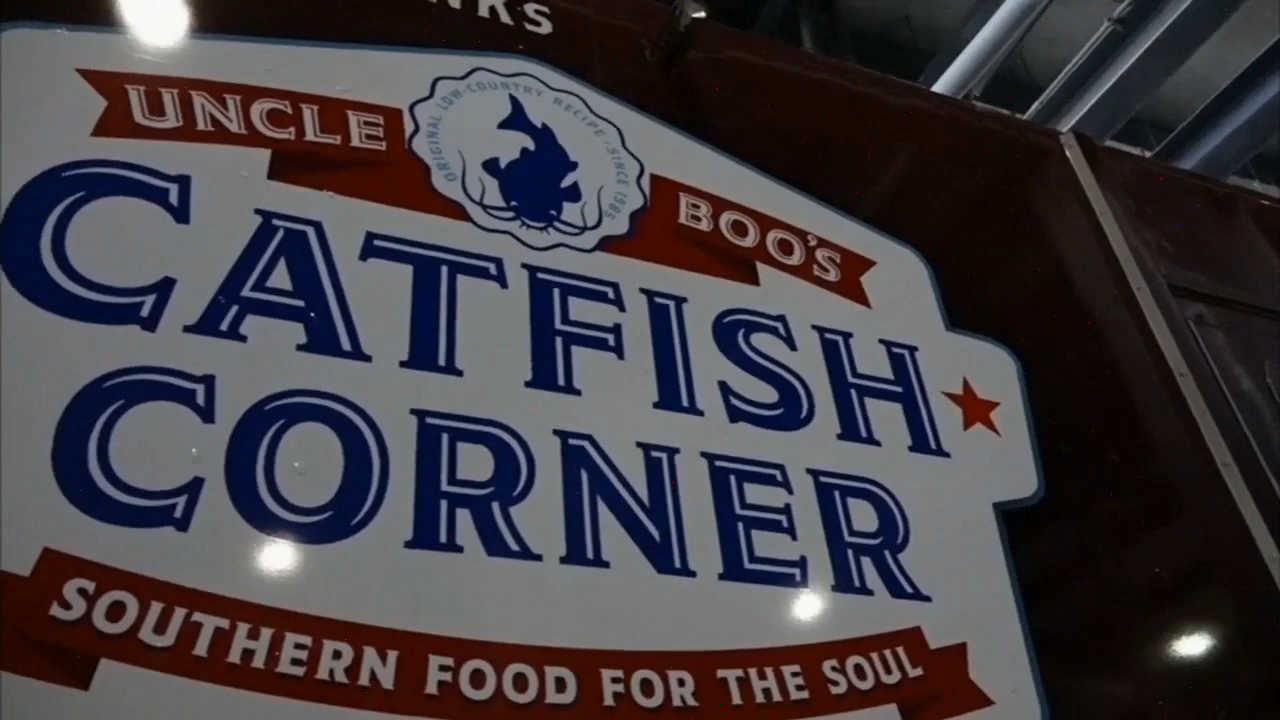 UNCLE BOO'S
ORIGINAL LOW-COUNTRY RECIPE · SINCE 1985
CATFISH
CORNER
SOUTHERN FOOD FOR THE SOUL